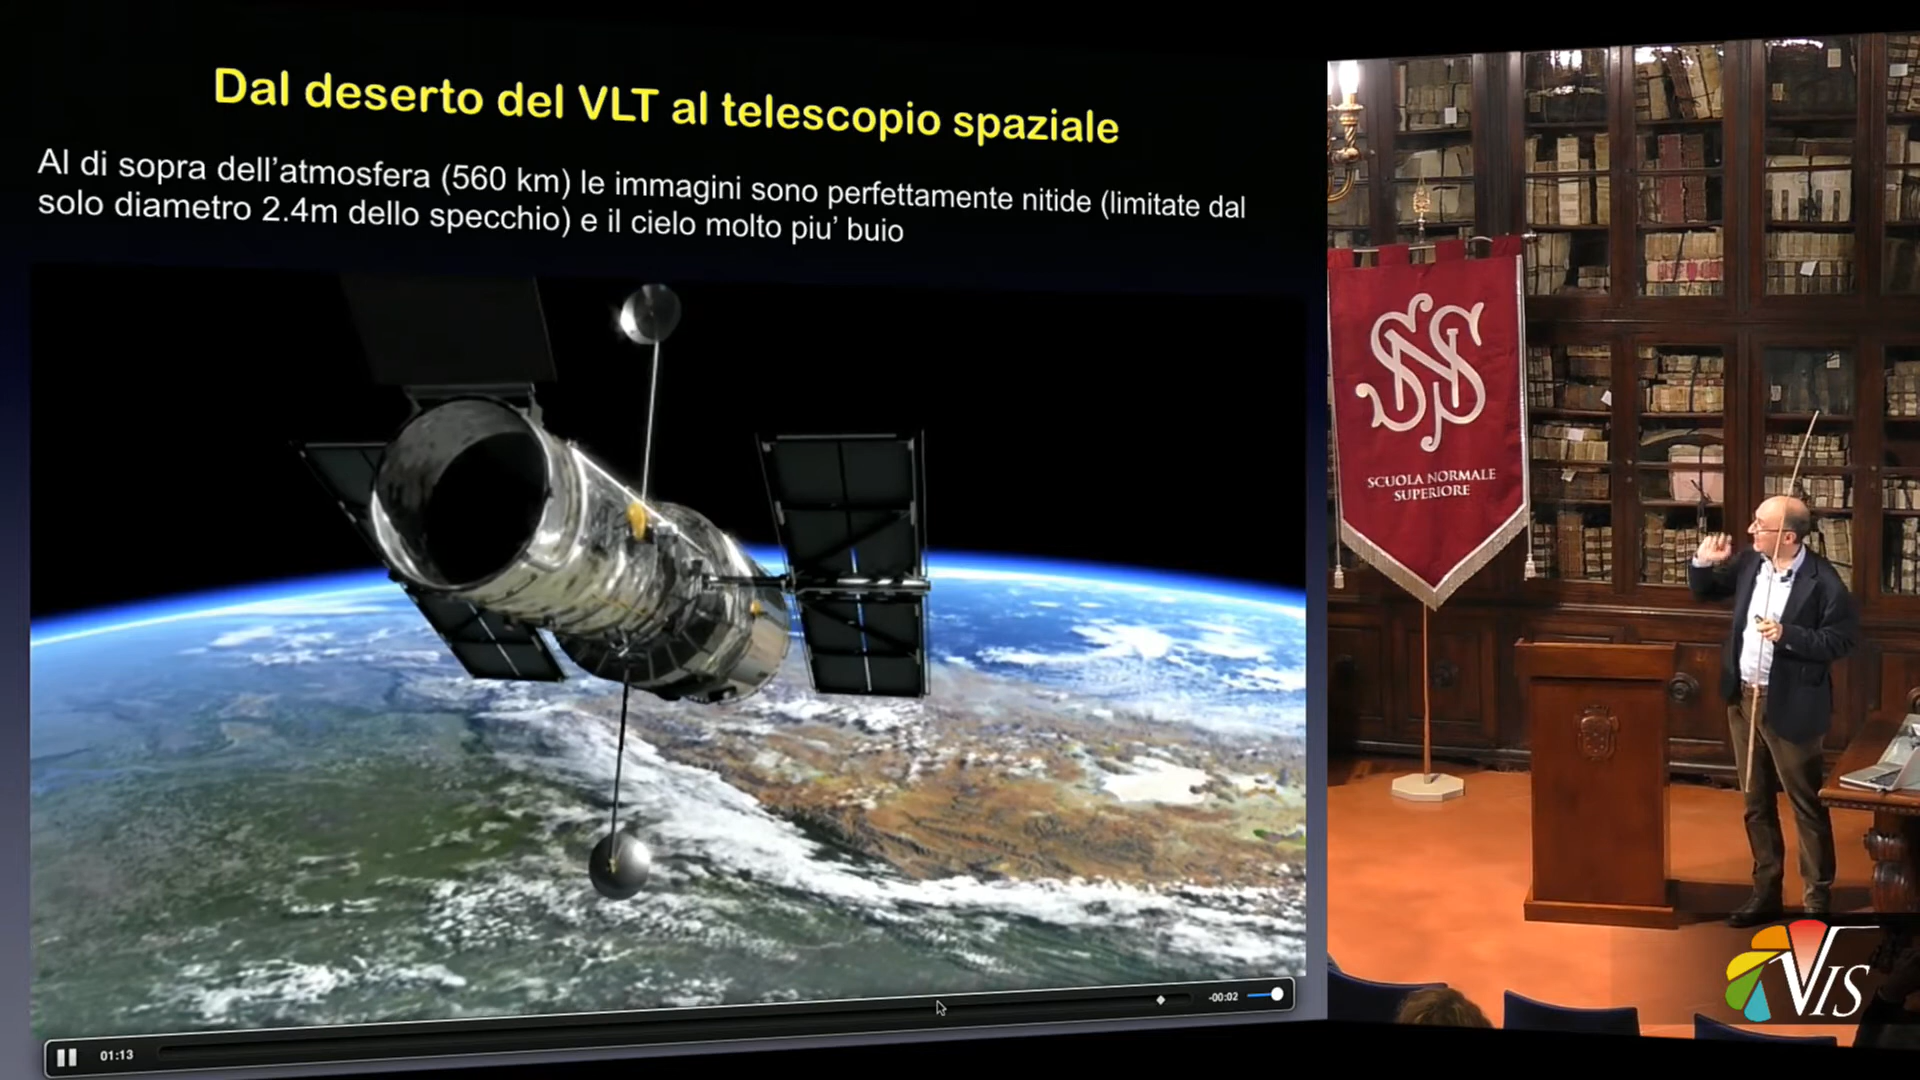 Dal deserto del VLT al telescopio spaziale
Al di sopra dell'atmosfera (560 km) le immagini sono perfettamente nitide (limitate dal
solo diametro 2.4m dello specchio) e il cielo molto piu' buio
SNS
SCUOLA NORMALE
SUPERIORE
01:13
-00:02
VIS